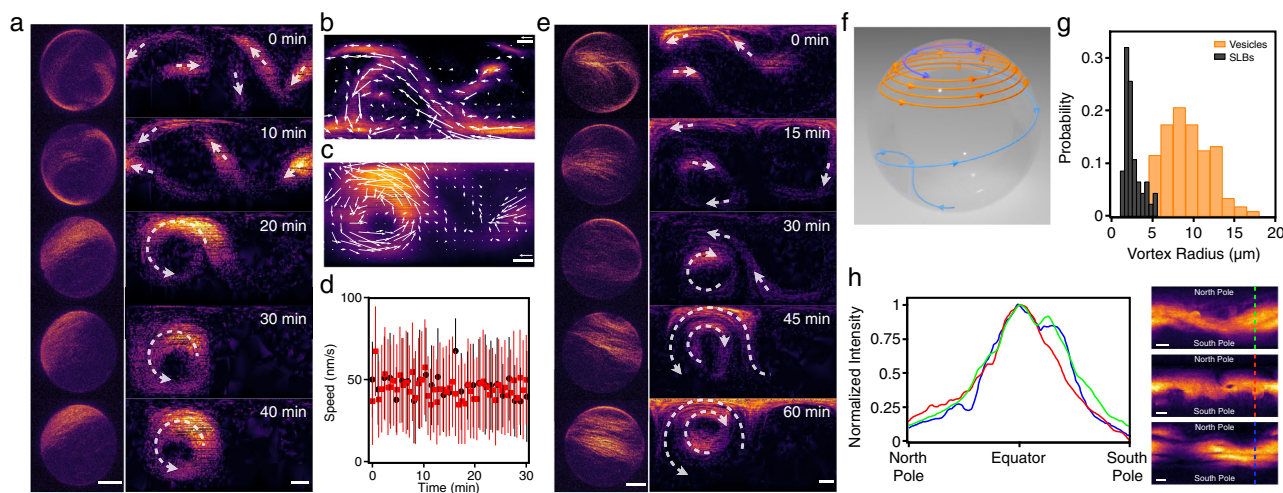 a
0 min
10 min
20 min
30 min
40 min
b
c
d
100
50
0
Speed (nm/s)
0
10
20
30
Time (min)
e
0 min
15 min
30 min
45 min
60 min
f
g
Vesicles
SLBs
0.3
0.2
0.1
0
Probability
0
5
10
15
20
Vortex Radius (μm)
h
1
0.75
0.5
0.25
0
Normalized Intensity
North
Pole
Equator
South
Pole
North Pole
South Pole
North Pole
South Pole
North Pole
South Pole